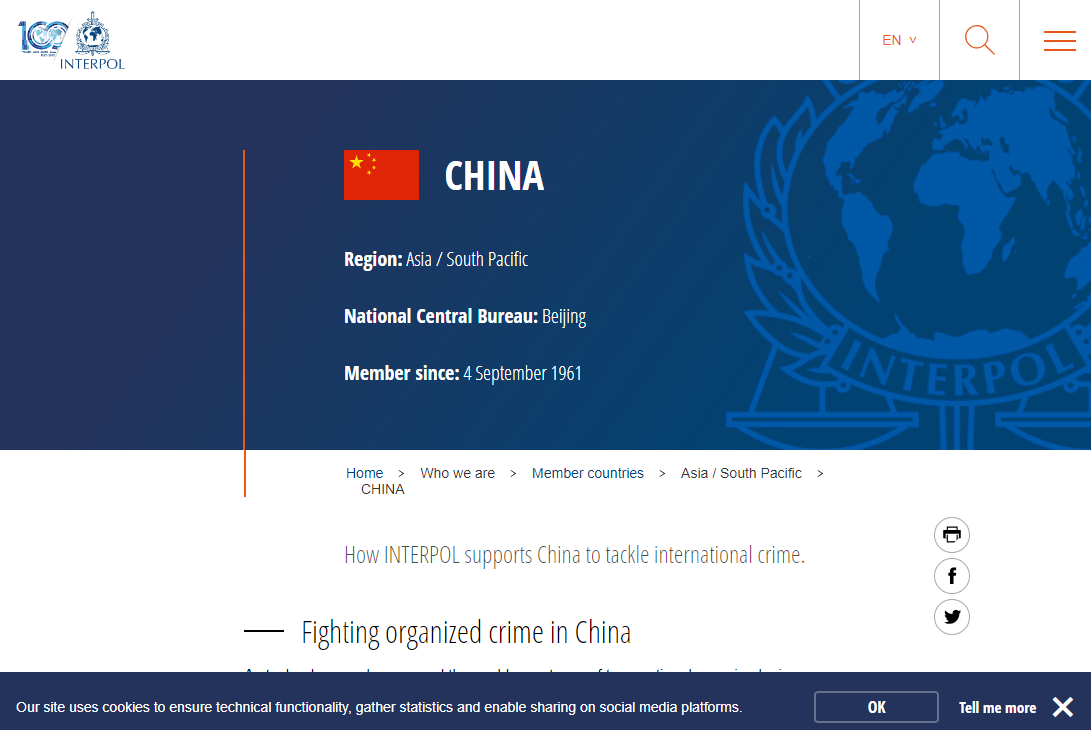 100
INTERPOL
EN
CHINA
Region: Asia / South Pacific
National Central Bureau: Beijing
Member since: 4 September 1961
INTERPOL
Home > Who we are > Member countries > Asia / South Pacific >
CHINA
How INTERPOL supports China to tackle international crime.
Fighting organized crime in China
Our site uses cookies to ensure technical functionality, gather statistics and enable sharing on social media platforms.
OK
Tell me more